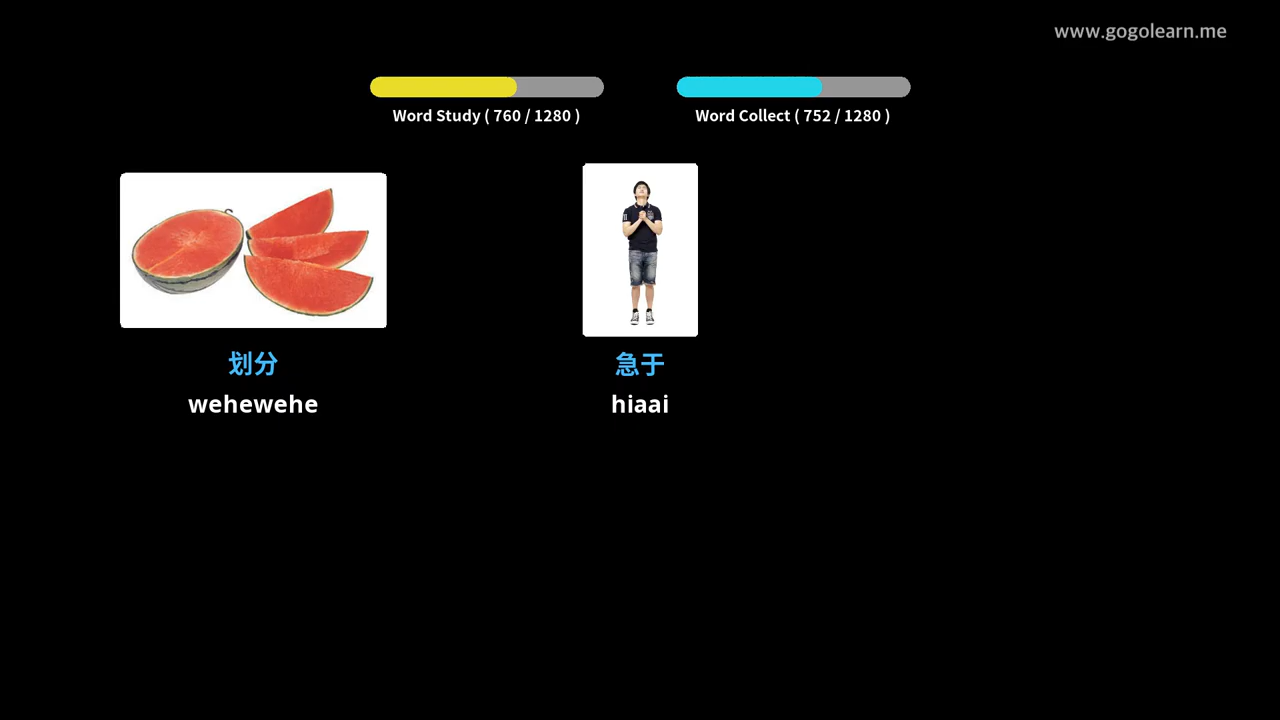 www.gogolearn.me
Word Study ( 760 / 1280 )
Word Collect ( 752 / 1280 )
划分
wehewehe
急于
hiaai